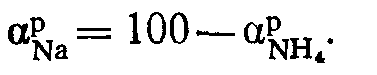 α^p_Na = 100 — α^p_NH₄.